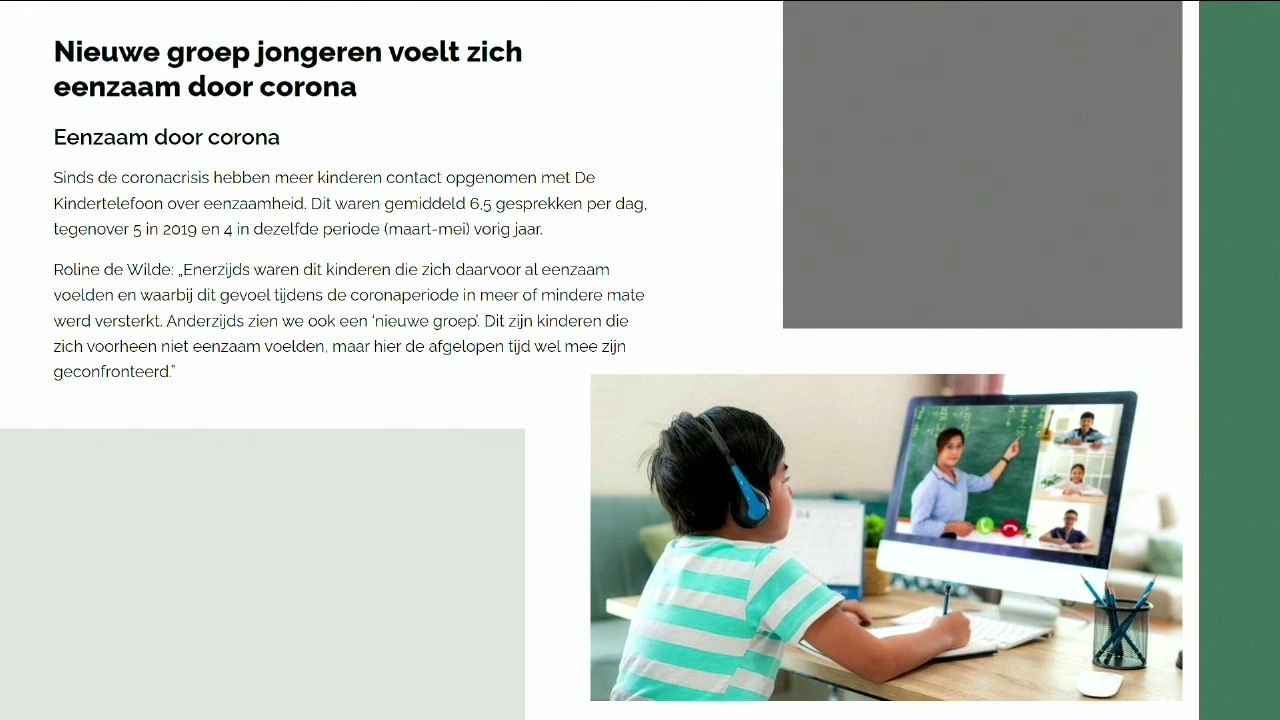 Nieuwe groep jongeren voelt zich
eenzaam door corona
Eenzaam door corona
Sinds de coronacrisis hebben meer kinderen contact opgenomen met De
Kindertelefoon over eenzaamheid. Dit waren gemiddeld 6,5 gesprekken per dag,
tegenover 5 in 2019 en 4 in dezelfde periode (maart-mei) vorig jaar.
Roline de Wilde: „Enerzijds waren dit kinderen die zich daarvoor al eenzaam
voelden en waarbij dit gevoel tijdens de coronaperiode in meer of mindere mate
werd versterkt. Anderzijds zien we ook een ‘nieuwe groep’. Dit zijn kinderen die
zich voorheen niet eenzaam voelden, maar hier de afgelopen tijd wel mee zijn
geconfronteerd.”